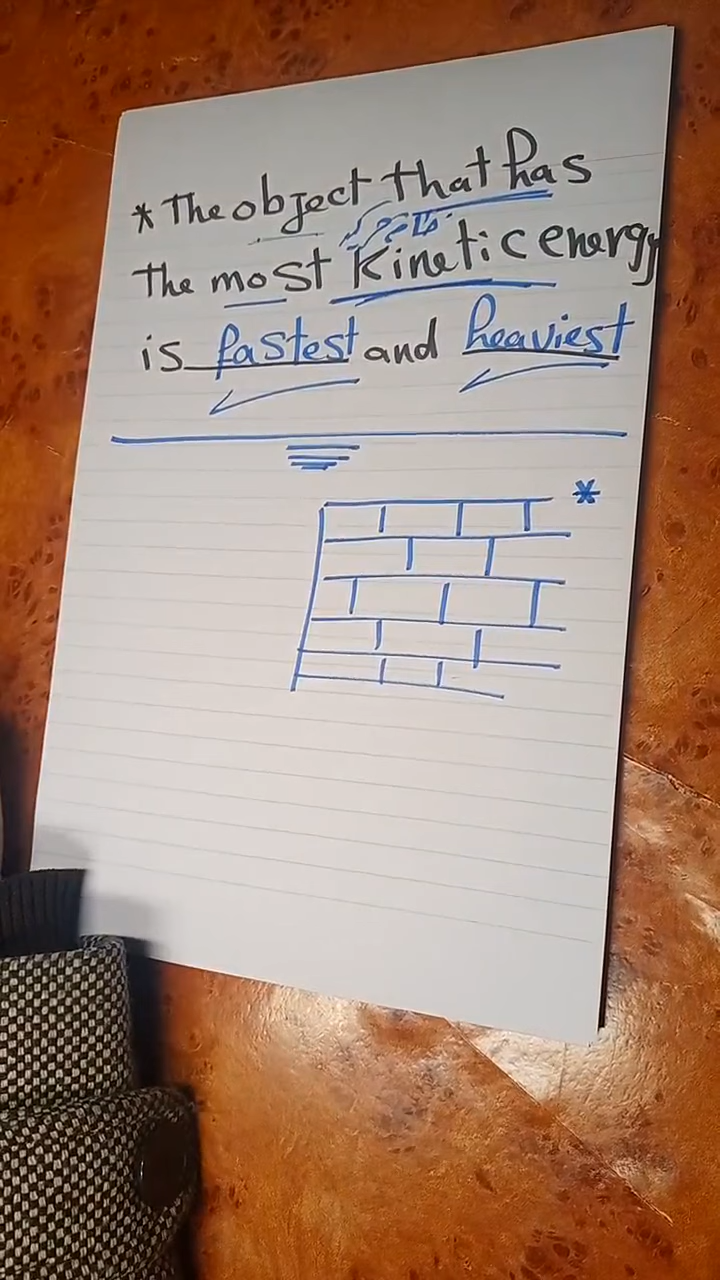 * The object that has
The most Kinetic energy
is fastest and heaviest
*